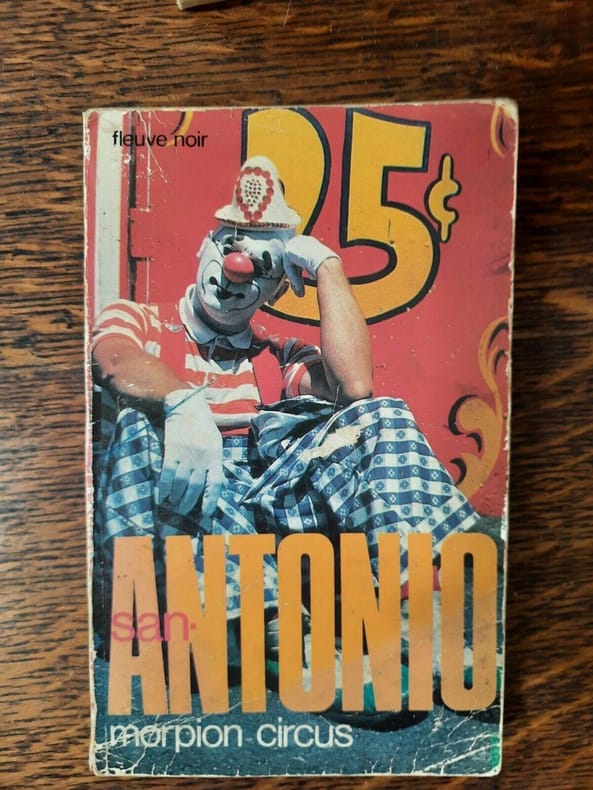 fleuve noir
25¢
san-
ANTONIO
morpion circus